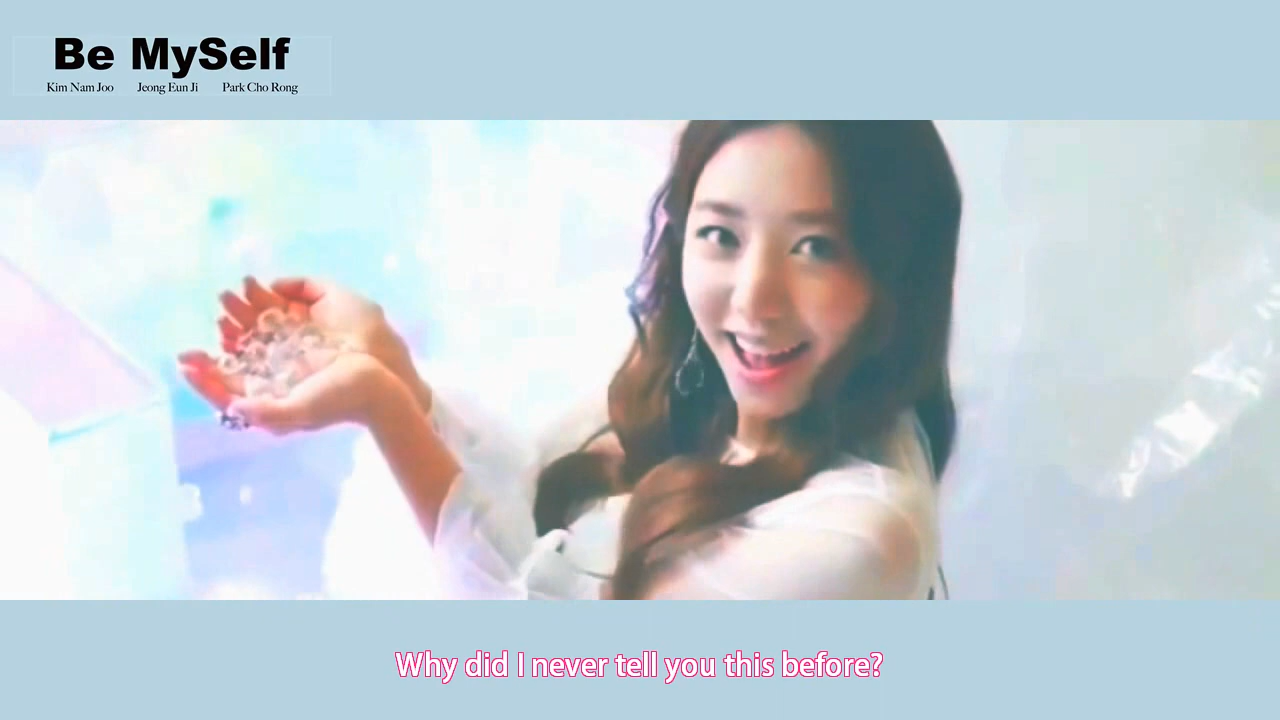 Be MySelf
Kim Nam Joo Jeong Eun Ji Park Cho Rong
Why did I never tell you this before?